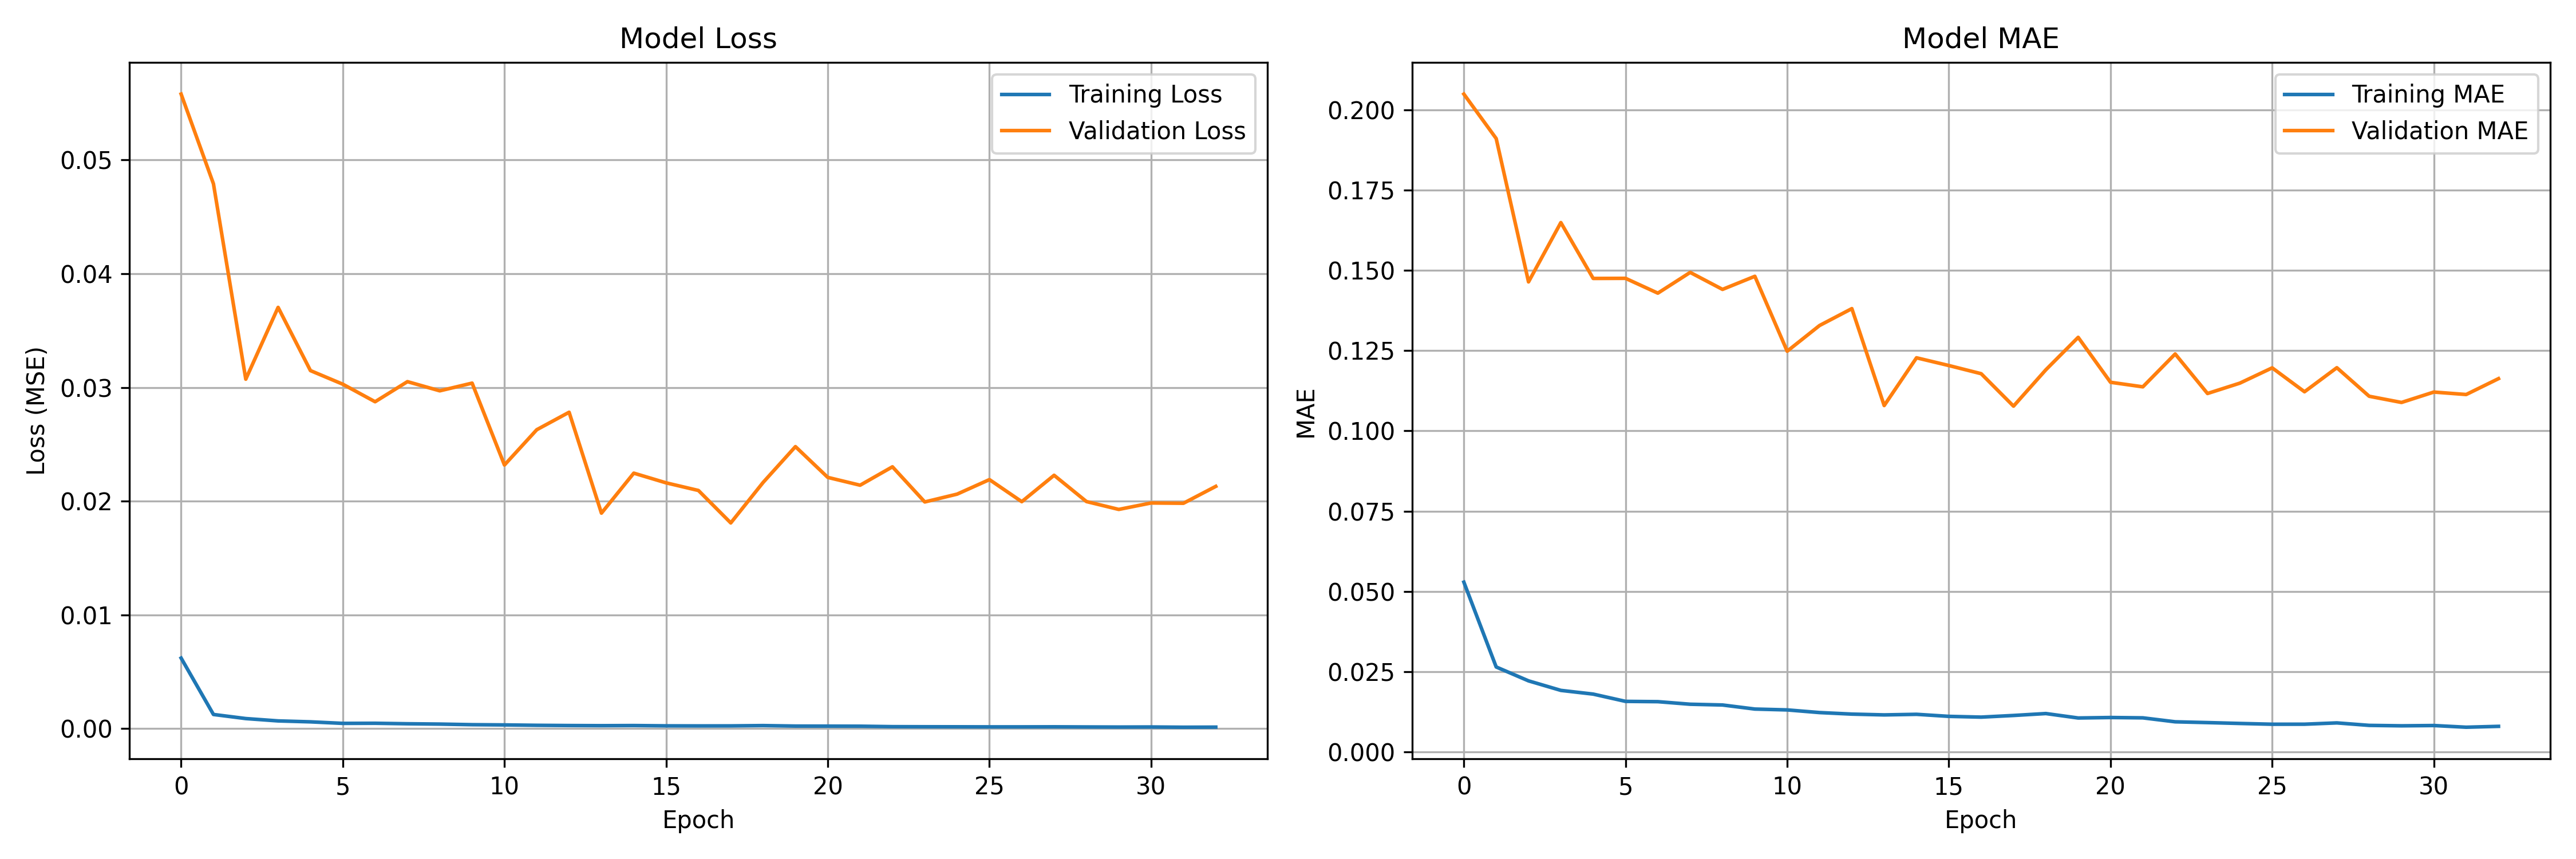 Model Loss
Training Loss
Validation Loss
Loss (MSE)
0.05
0.04
0.03
0.02
0.01
0.00
0 5 10 15 20 25 30
Epoch
Model MAE
Training MAE
Validation MAE
MAE
0.200
0.175
0.150
0.125
0.100
0.075
0.050
0.025
0.000
0 5 10 15 20 25 30
Epoch